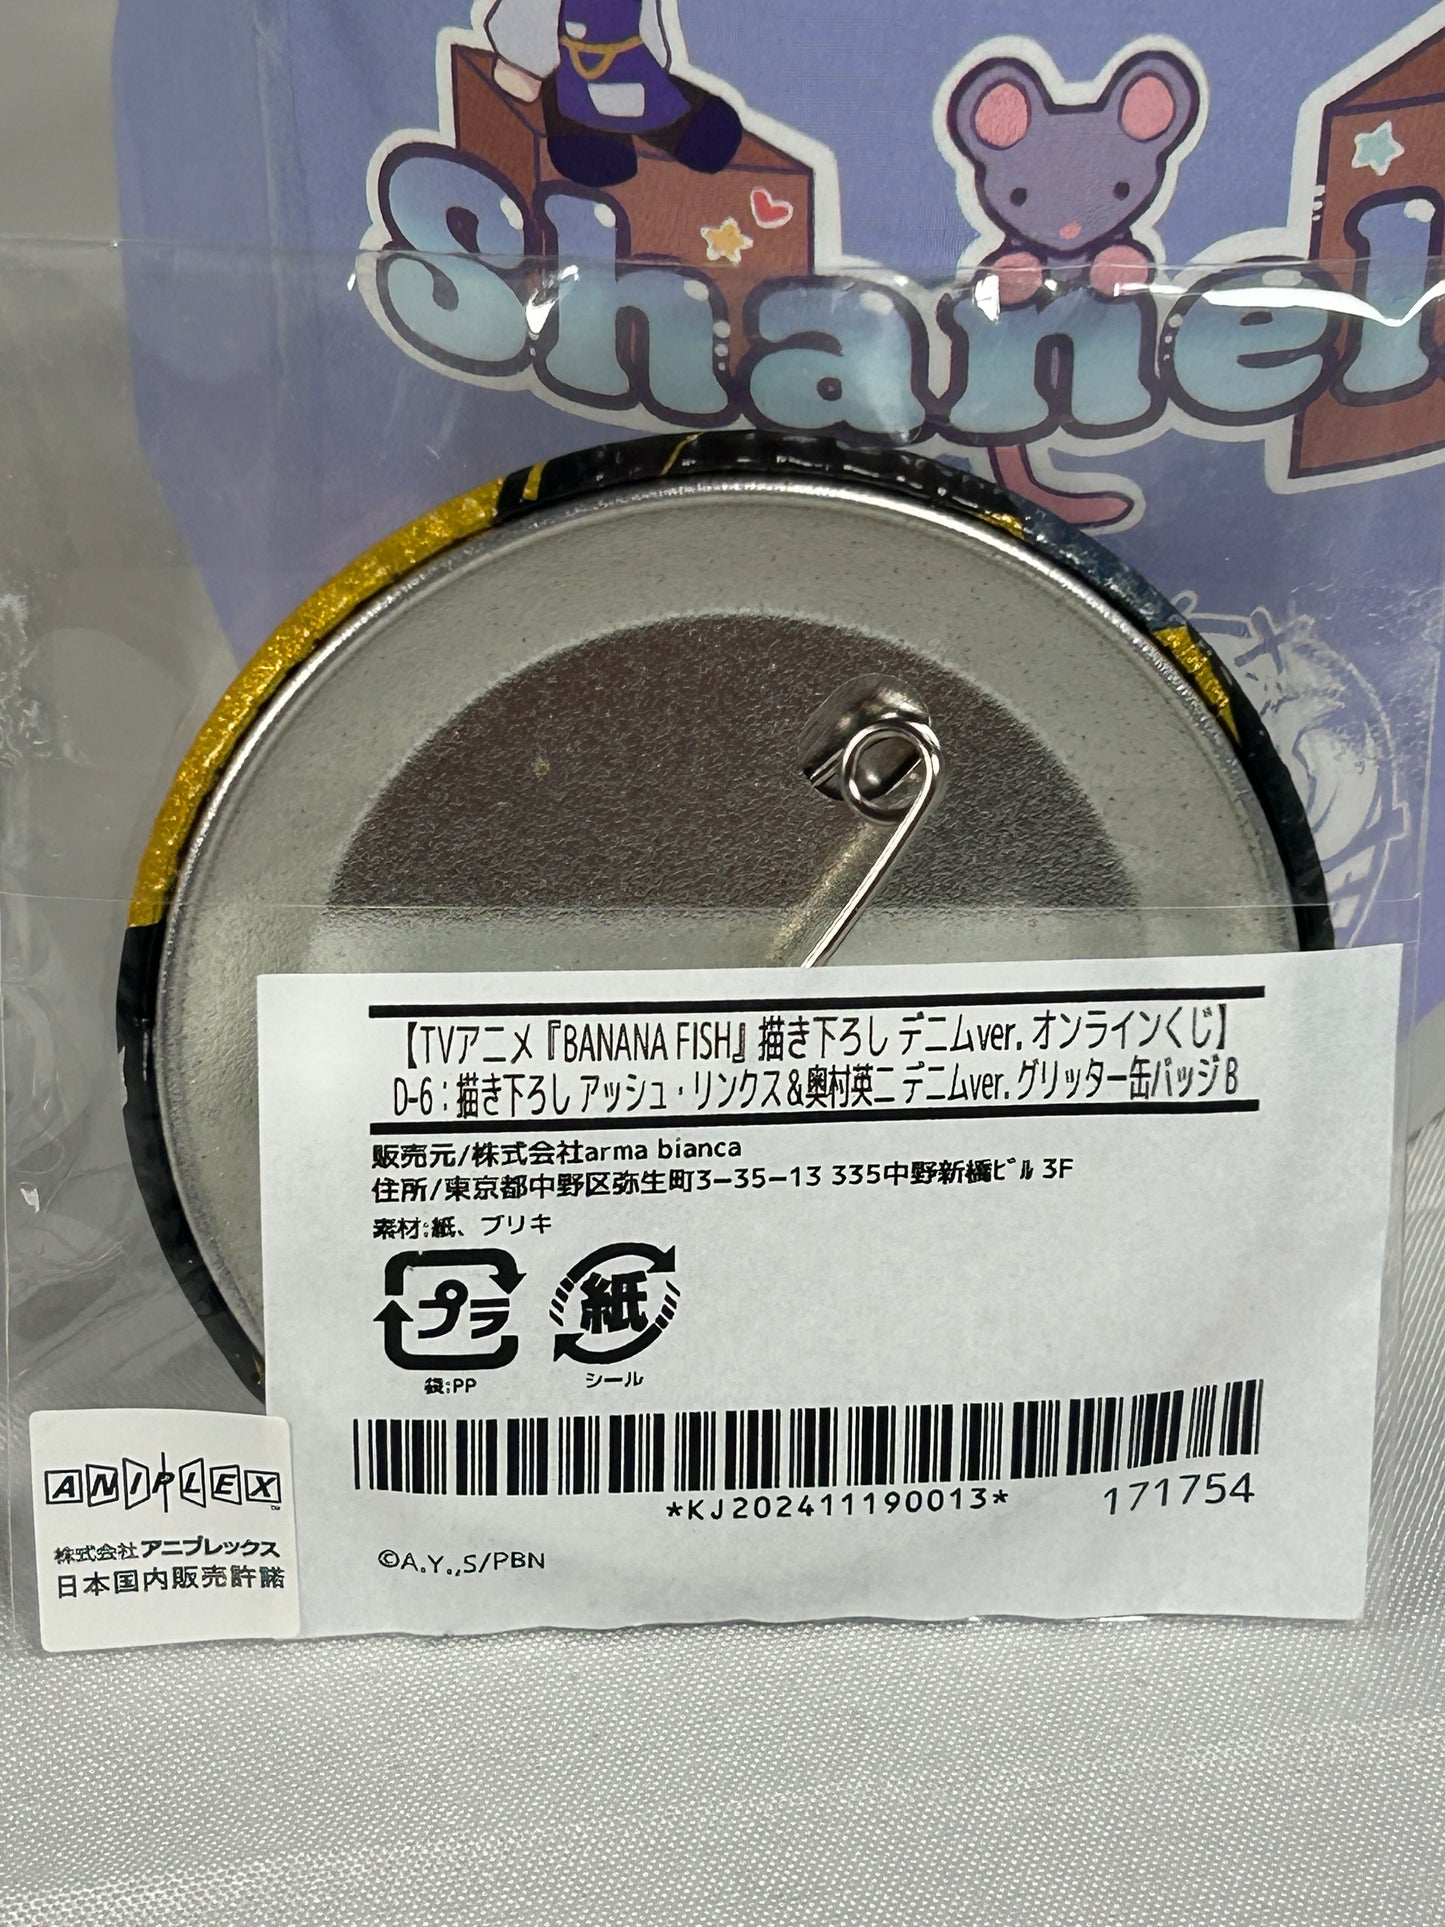 Shanel
【TVアニメ『BANANA FISH』描き下ろし デニムver. オンラインくじ】
D-6：描き下ろし アッシュ・リンクス＆奥村英二 デニムver. グリッター缶バッジ B
販売元/株式会社arma bianca
住所/東京都中野区弥生町3−35−13 335中野新橋ビル 3F
素材:紙、ブリキ
プラ
紙
袋:PP
シール
*KJ202411190013*
171754
©A.Y.,S/PBN
ANIPLEX
株式会社アニプレックス
日本国内販売許諾